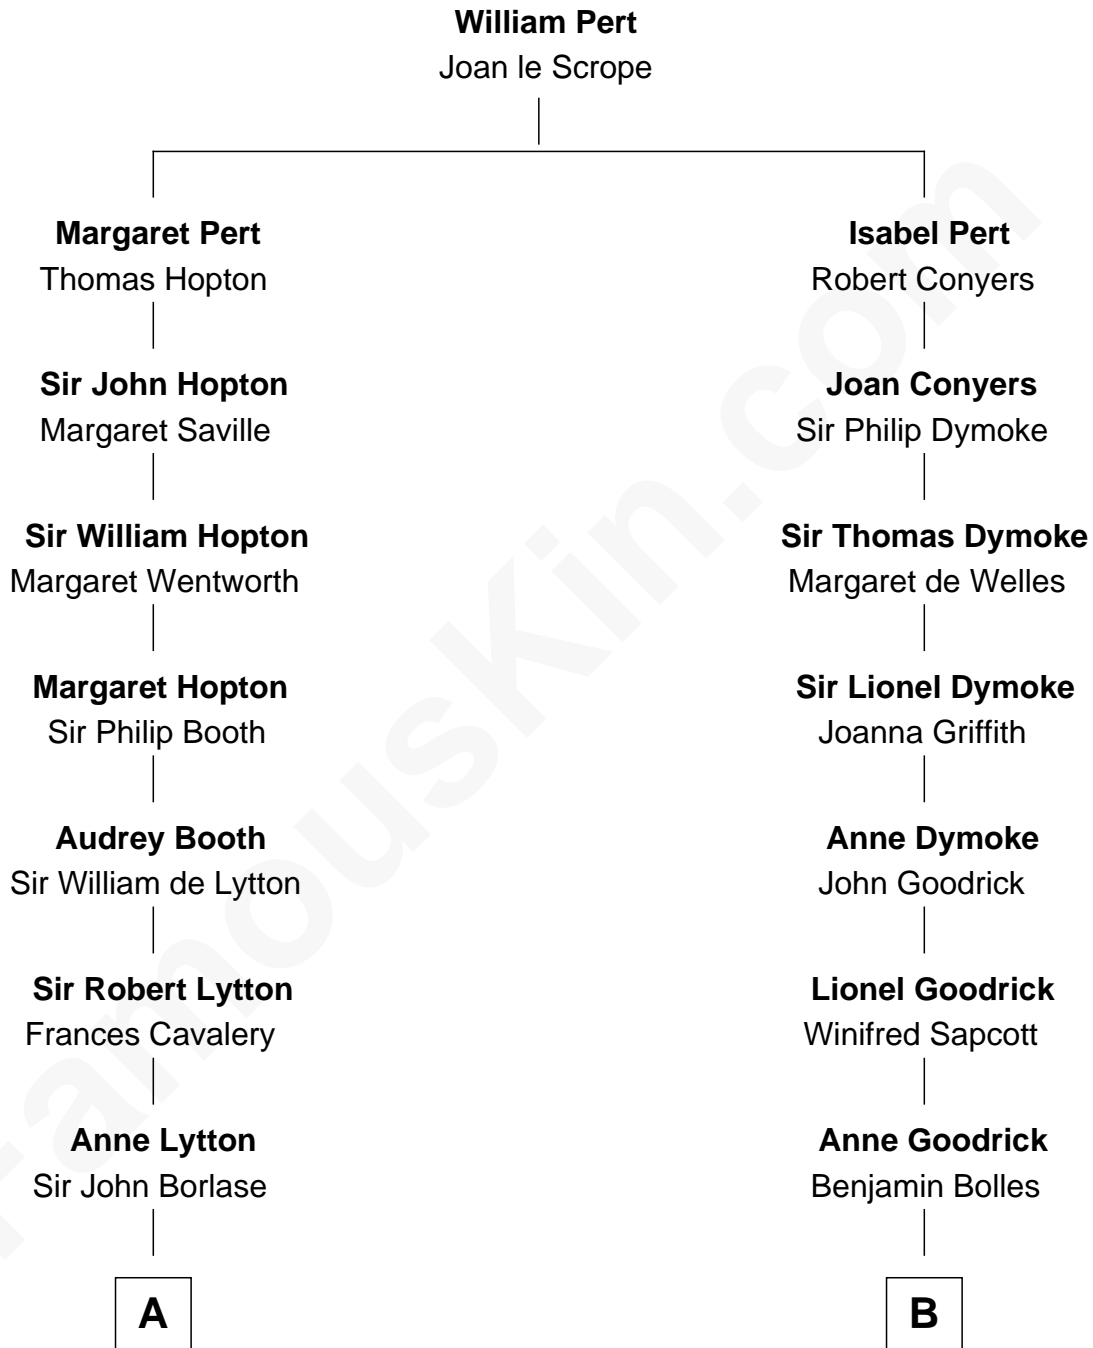 William Pert
Joan le Scrope
Margaret Pert
Thomas Hopton
Isabel Pert
Robert Conyers
Sir John Hopton
Margaret Saville
Joan Conyers
Sir Philip Dymoke
Sir William Hopton
Margaret Wentworth
Sir Thomas Dymoke
Margaret de Welles
Margaret Hopton
Sir Philip Booth
Sir Lionel Dymoke
Joanna Griffith
Audrey Booth
Sir William de Lytton
Anne Dymoke
John Goodrick
Sir Robert Lytton
Frances Cavalery
Lionel Goodrick
Winifred Sapcott
Anne Lytton
Sir John Borlase
Anne Goodrick
Benjamin Bolles
A
B
FamousKin.com